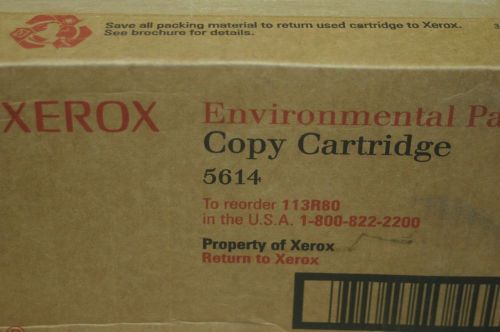 Save all packing material to return used cartridge to Xerox.
See brochure for details.
XEROX
Environmental Pa
Copy Cartridge
5614
To reorder 113R80
in the U.S.A. 1-800-822-2200
Property of Xerox
Return to Xerox